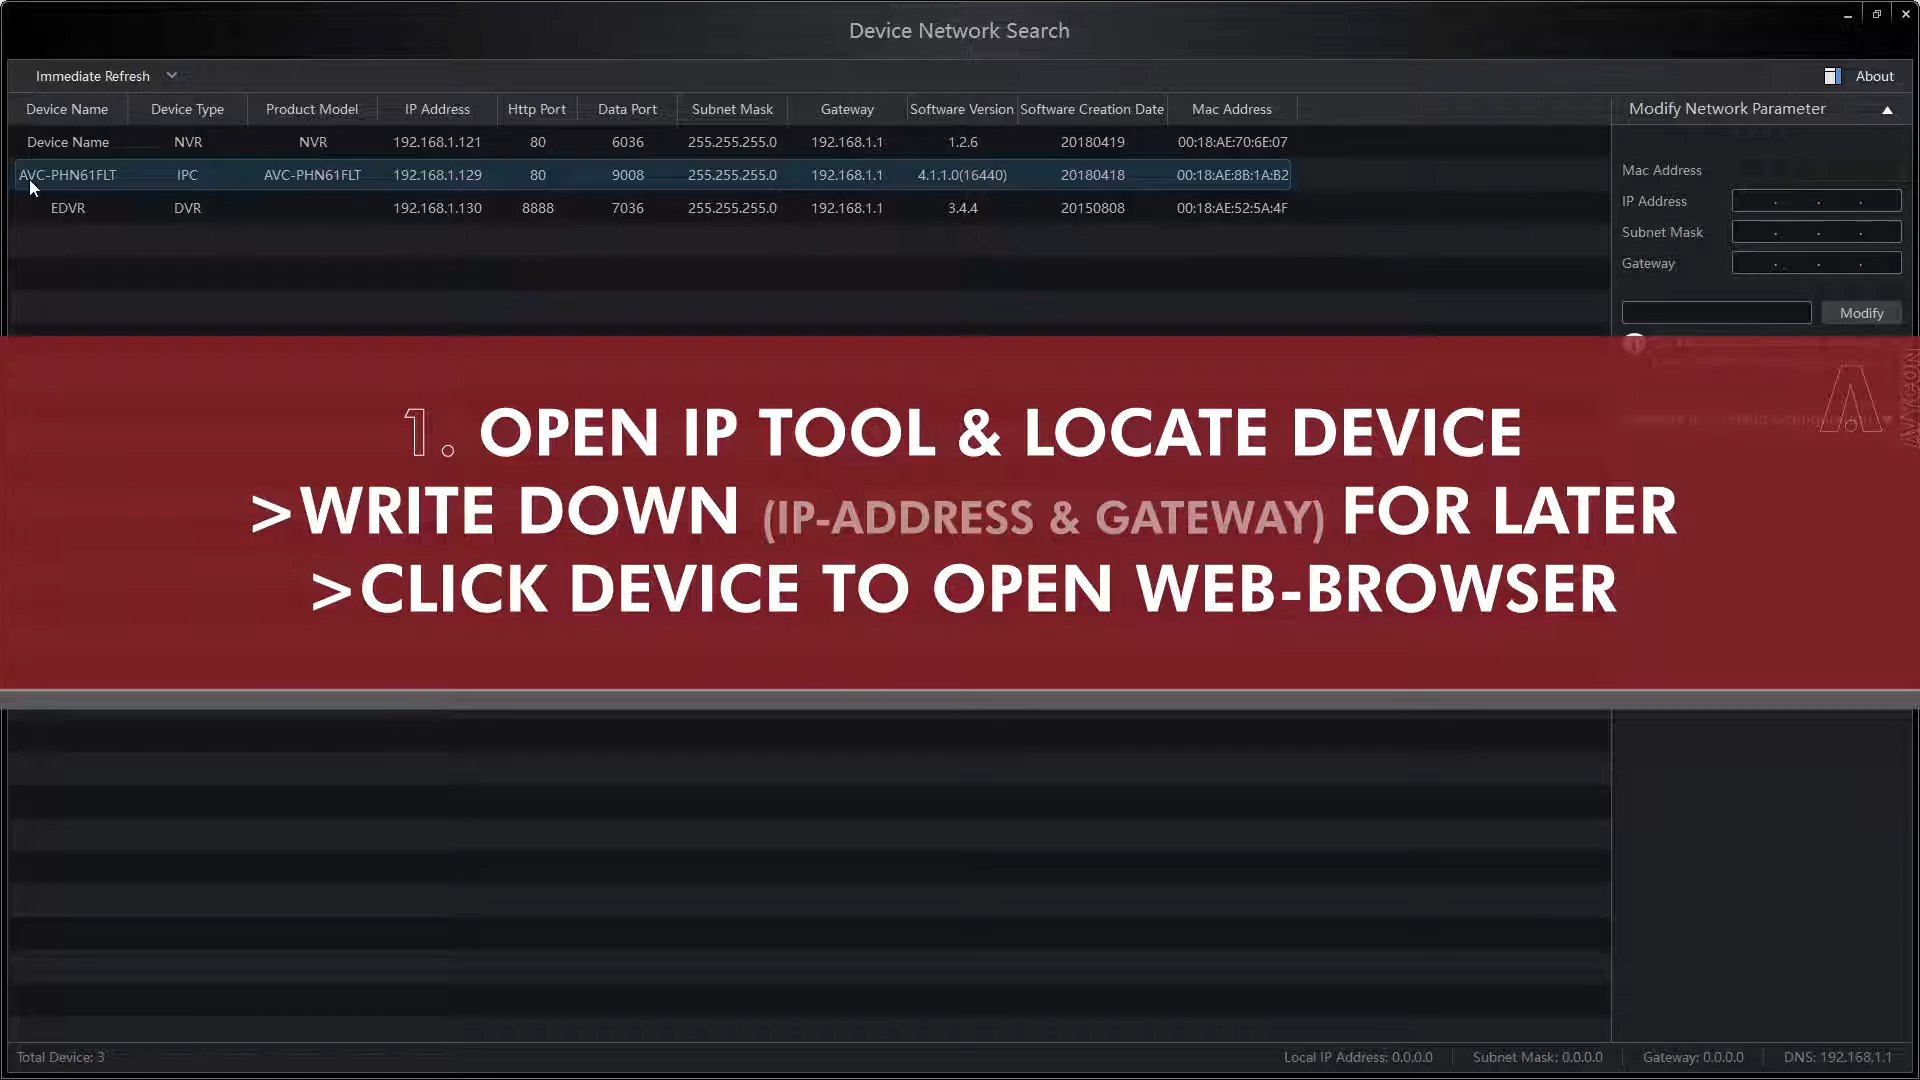 Device Network Search
Immediate Refresh
About
Device Name Device Type Product Model IP Address Http Port Data Port Subnet Mask Gateway Software Version Software Creation Date Mac Address
Device Name NVR NVR 192.168.1.121 80 6036 255.255.255.0 192.168.1.1 1.2.6 20180419 00:18:AE:70:6E:07
AVC-PHN61FLT IPC AVC-PHN61FLT 192.168.1.129 80 9008 255.255.255.0 192.168.1.1 4.1.1.0(16440) 20180418 00:18:AE:8B:1A:B2
EDVR DVR 192.168.1.130 8888 7036 255.255.255.0 192.168.1.1 3.4.4 20150808 00:18:AE:52:5A:4F
Modify Network Parameter
Mac Address
IP Address
Subnet Mask
Gateway
Modify
1. OPEN IP TOOL & LOCATE DEVICE
>WRITE DOWN (IP-ADDRESS & GATEWAY) FOR LATER
>CLICK DEVICE TO OPEN WEB-BROWSER
Total Device: 3
Local IP Address: 0.0.0.0 Subnet Mask: 0.0.0.0 Gateway: 0.0.0.0 DNS: 192.168.1.1